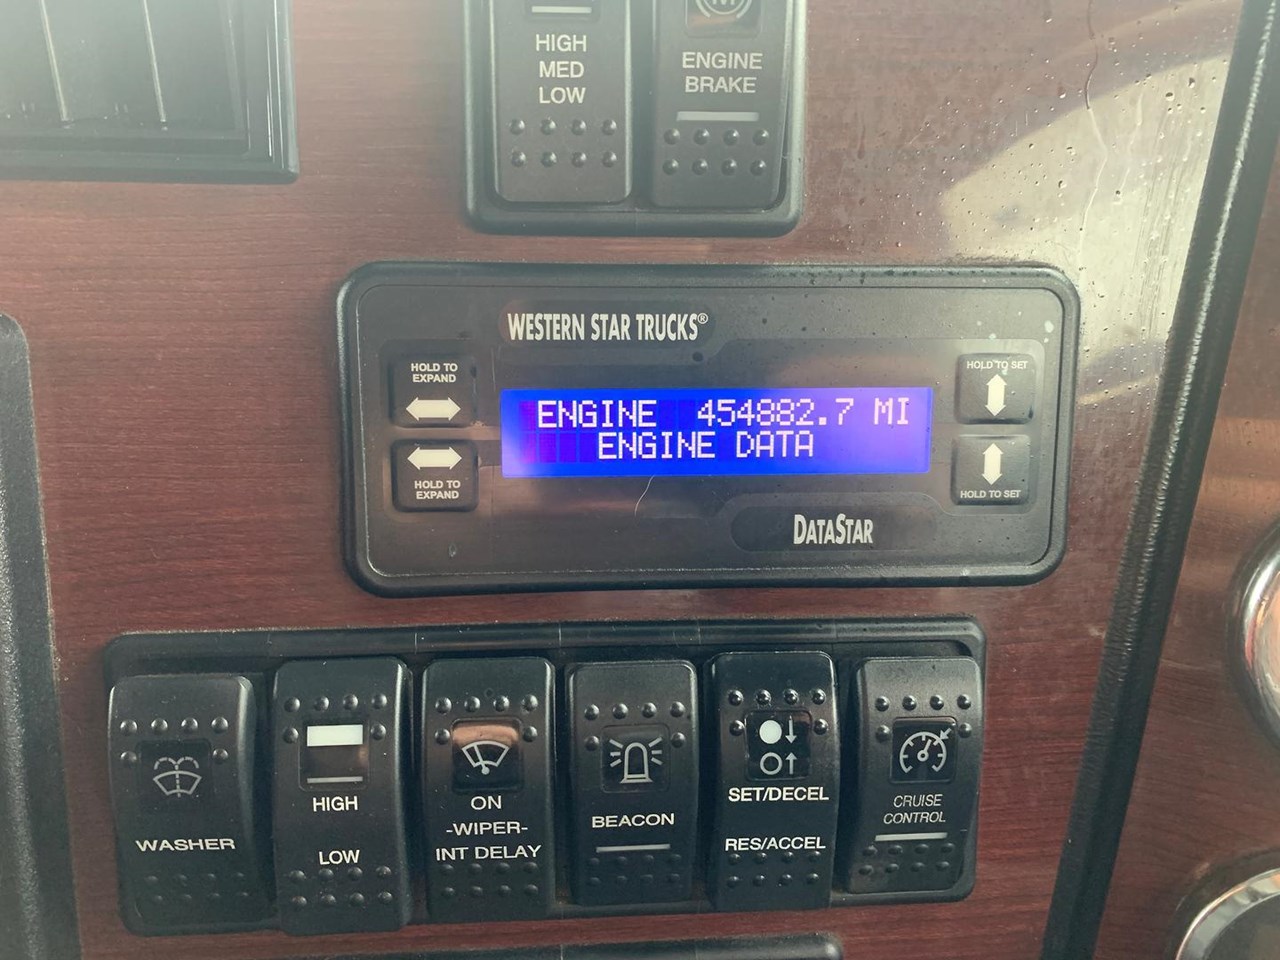 HIGH
MED
LOW
ENGINE
BRAKE
WESTERN STAR TRUCKS®
HOLD TO
EXPAND
HOLD TO SET
ENGINE 454882.7 MI
ENGINE DATA
HOLD TO
EXPAND
HOLD TO SET
DATASTAR
WASHER
HIGH
LOW
ON
-WIPER-
INT DELAY
BEACON
SET/DECEL
RES/ACCEL
CRUISE
CONTROL